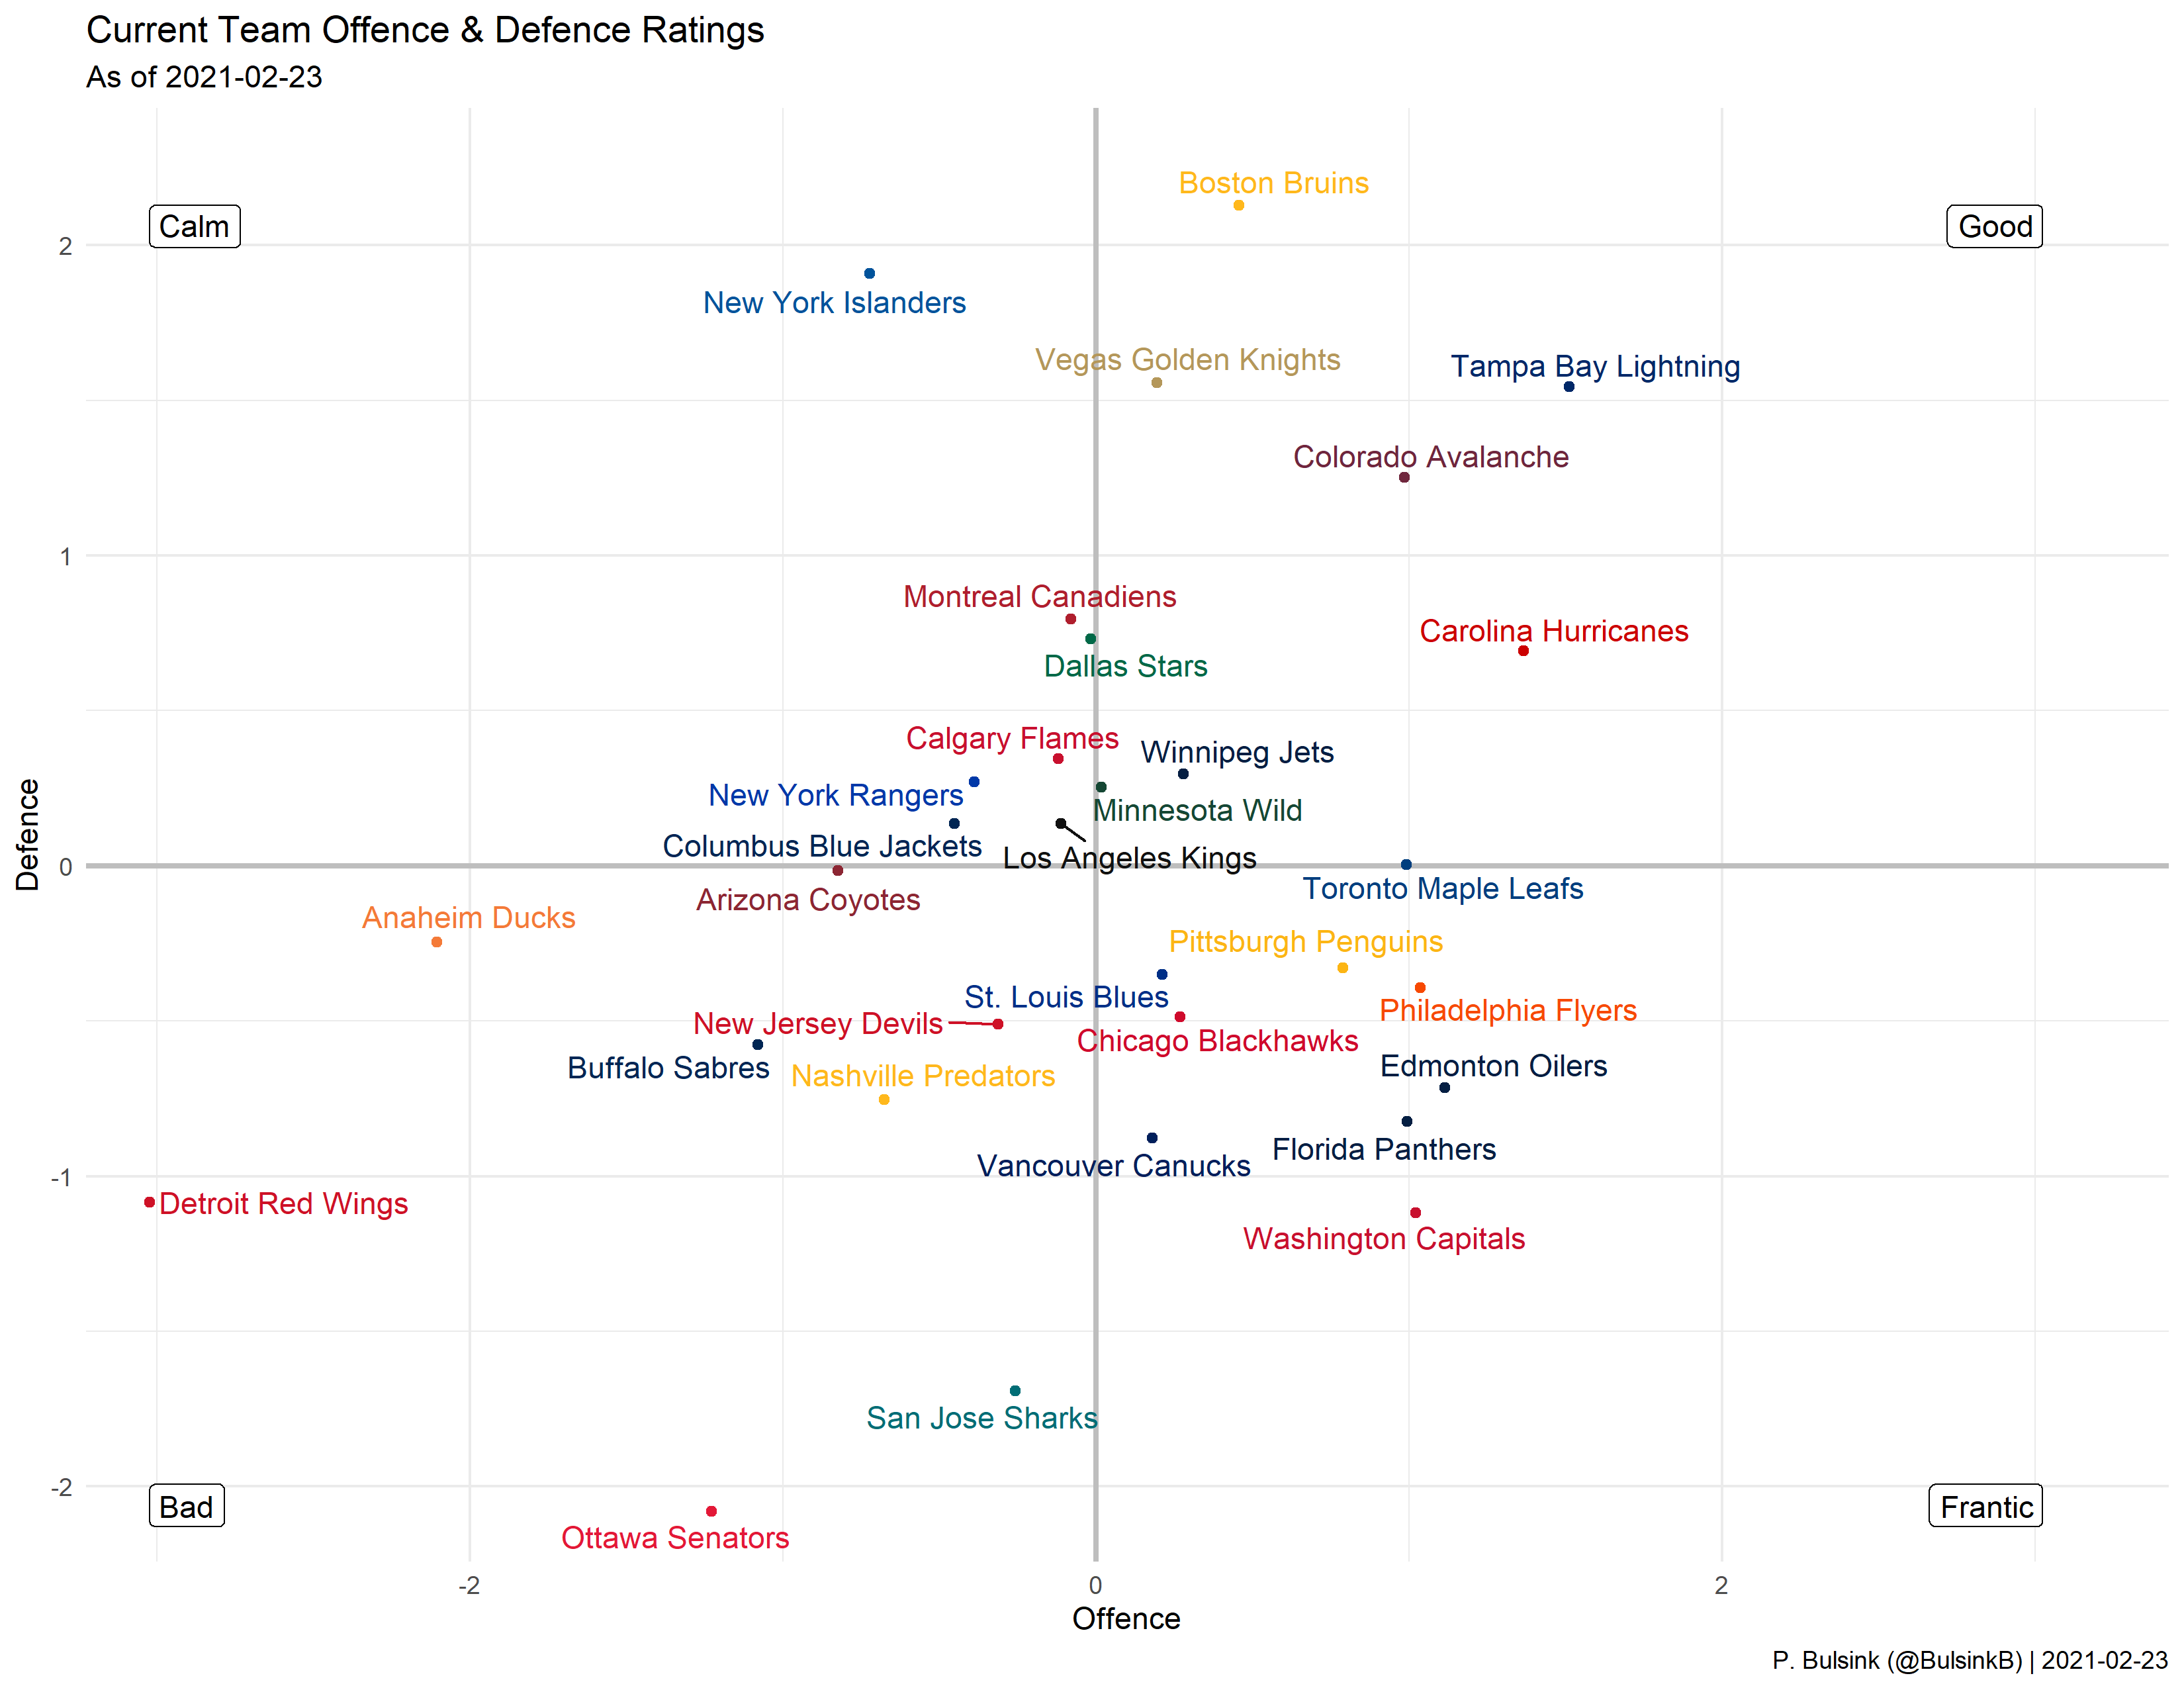 Current Team Offence & Defence Ratings
As of 2021-02-23
Boston Bruins
Calm
Good
2
New York Islanders
Vegas Golden Knights
Tampa Bay Lightning
Colorado Avalanche
1
Montreal Canadiens
Carolina Hurricanes
Dallas Stars
Calgary Flames
Winnipeg Jets
New York Rangers
Minnesota Wild
Columbus Blue Jackets
Los Angeles Kings
Defence
0
Toronto Maple Leafs
Arizona Coyotes
Anaheim Ducks
Pittsburgh Penguins
St. Louis Blues
Philadelphia Flyers
New Jersey Devils
Chicago Blackhawks
Buffalo Sabres
Edmonton Oilers
Nashville Predators
Florida Panthers
Vancouver Canucks
-1
Detroit Red Wings
Washington Capitals
San Jose Sharks
-2
Bad
Frantic
Ottawa Senators
-2
0
2
Offence
P. Bulsink (@BulsinkB) | 2021-02-23